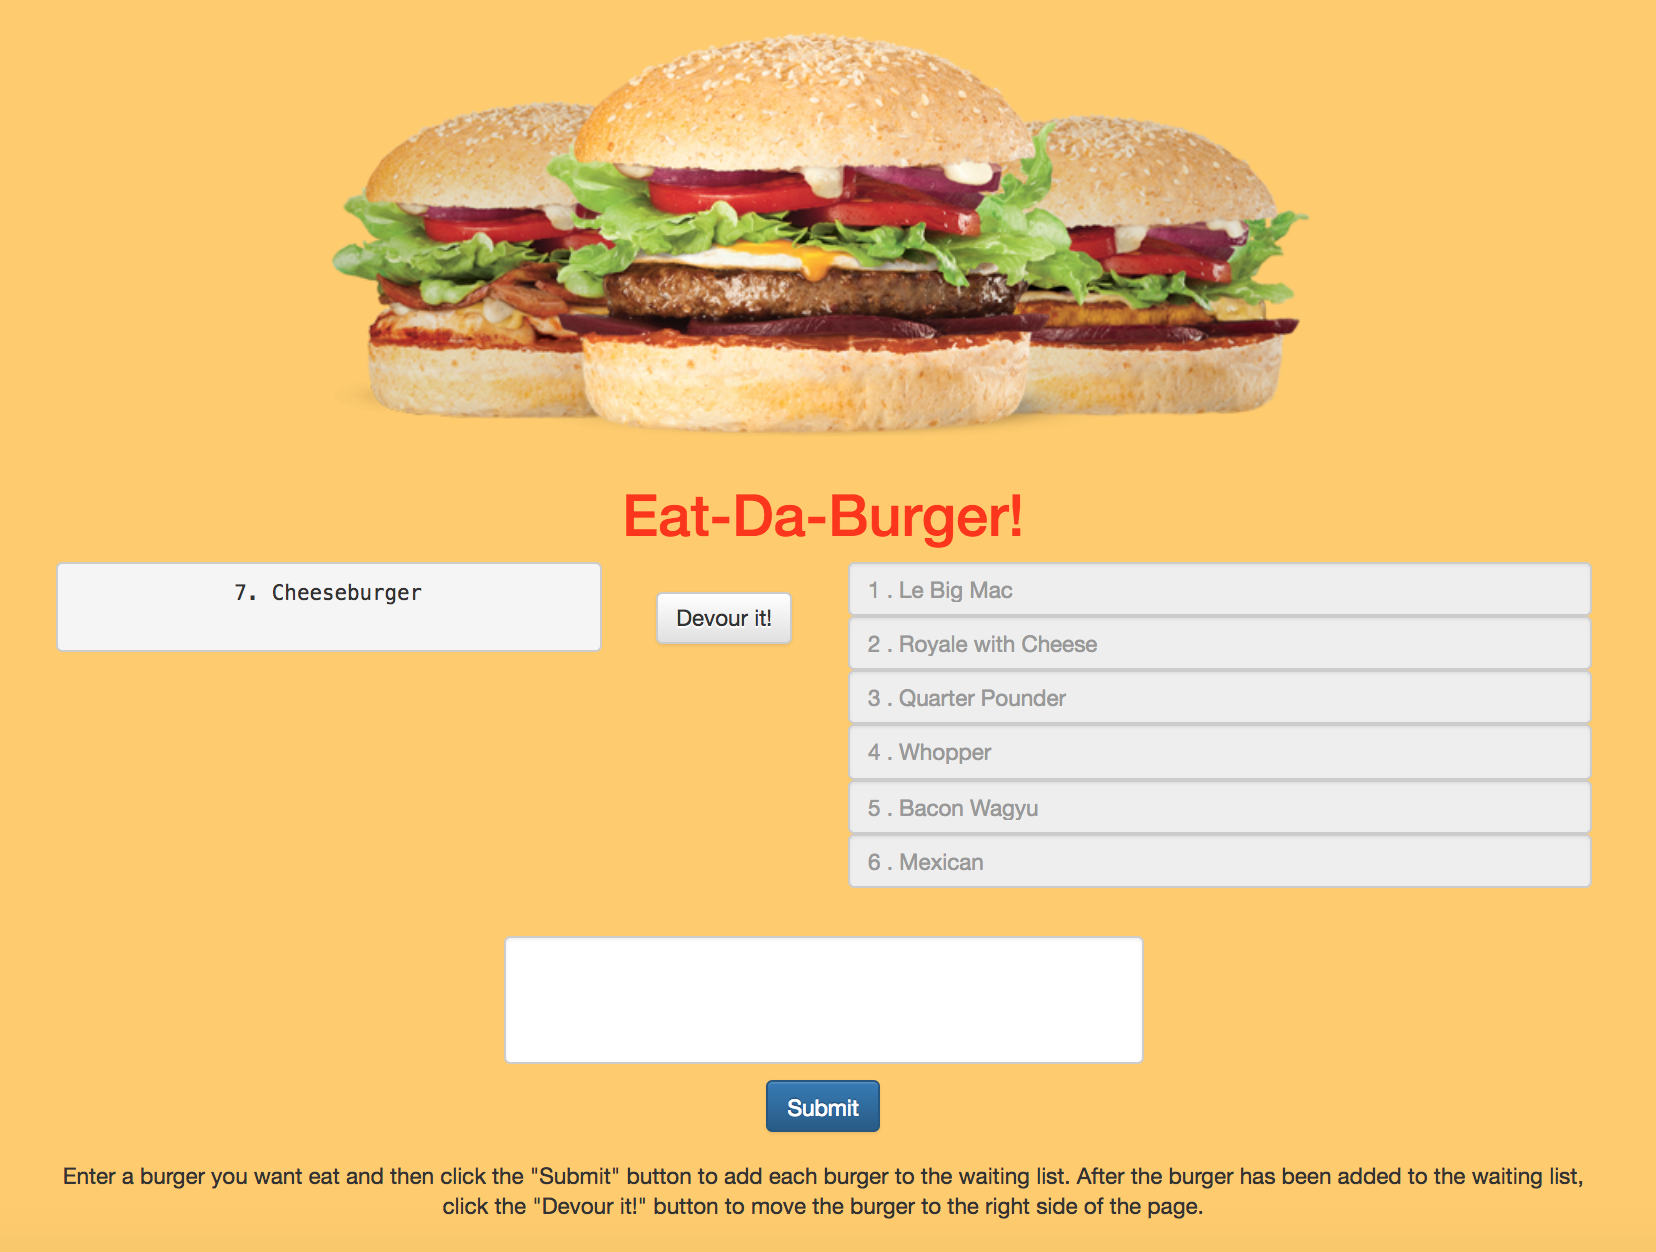 Eat-Da-Burger!
7. Cheeseburger
Devour it!
1 . Le Big Mac
2 . Royale with Cheese
3 . Quarter Pounder
4 . Whopper
5 . Bacon Wagyu
6 . Mexican
Submit
Enter a burger you want eat and then click the "Submit" button to add each burger to the waiting list. After the burger has been added to the waiting list,
click the "Devour it!" button to move the burger to the right side of the page.